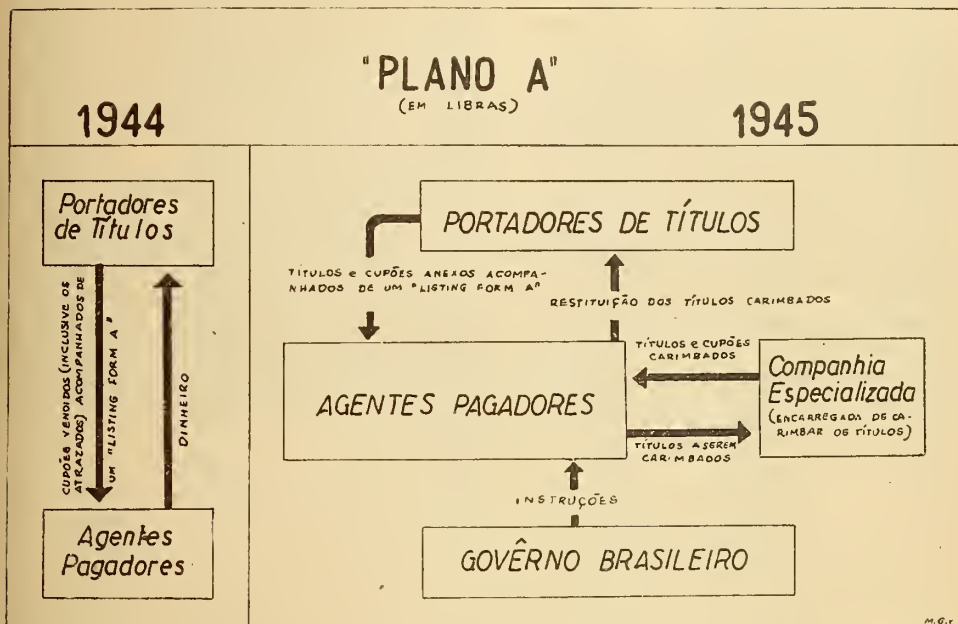 "PLANO A"
(EM LIBRAS)
1944
1945
Portadores
de Títulos
CUPÕES VENCIDOS (INCLUSIVE OS
ATRAZADOS) ACOMPANHADOS DE
UM "LISTING FORM A"
DINHEIRO
Agentes
Pagadores
PORTADORES DE TÍTULOS
TÍTULOS e CUPÕES ANEXOS ACOMPA-
NHADOS DE UM "LISTING FORM A"
RESTITUIÇÃO DOS TÍTULOS CARIMBADOS
AGENTES PAGADORES
TÍTULOS e CUPÕES
CARIMBADOS
Companhia
Especializada
(ENCARREGADA DE CA-
RIMBAR OS TÍTULOS)
TÍTULOS A SEREM
CARIMBADOS
INSTRUÇÕES
GOVÊRNO BRASILEIRO